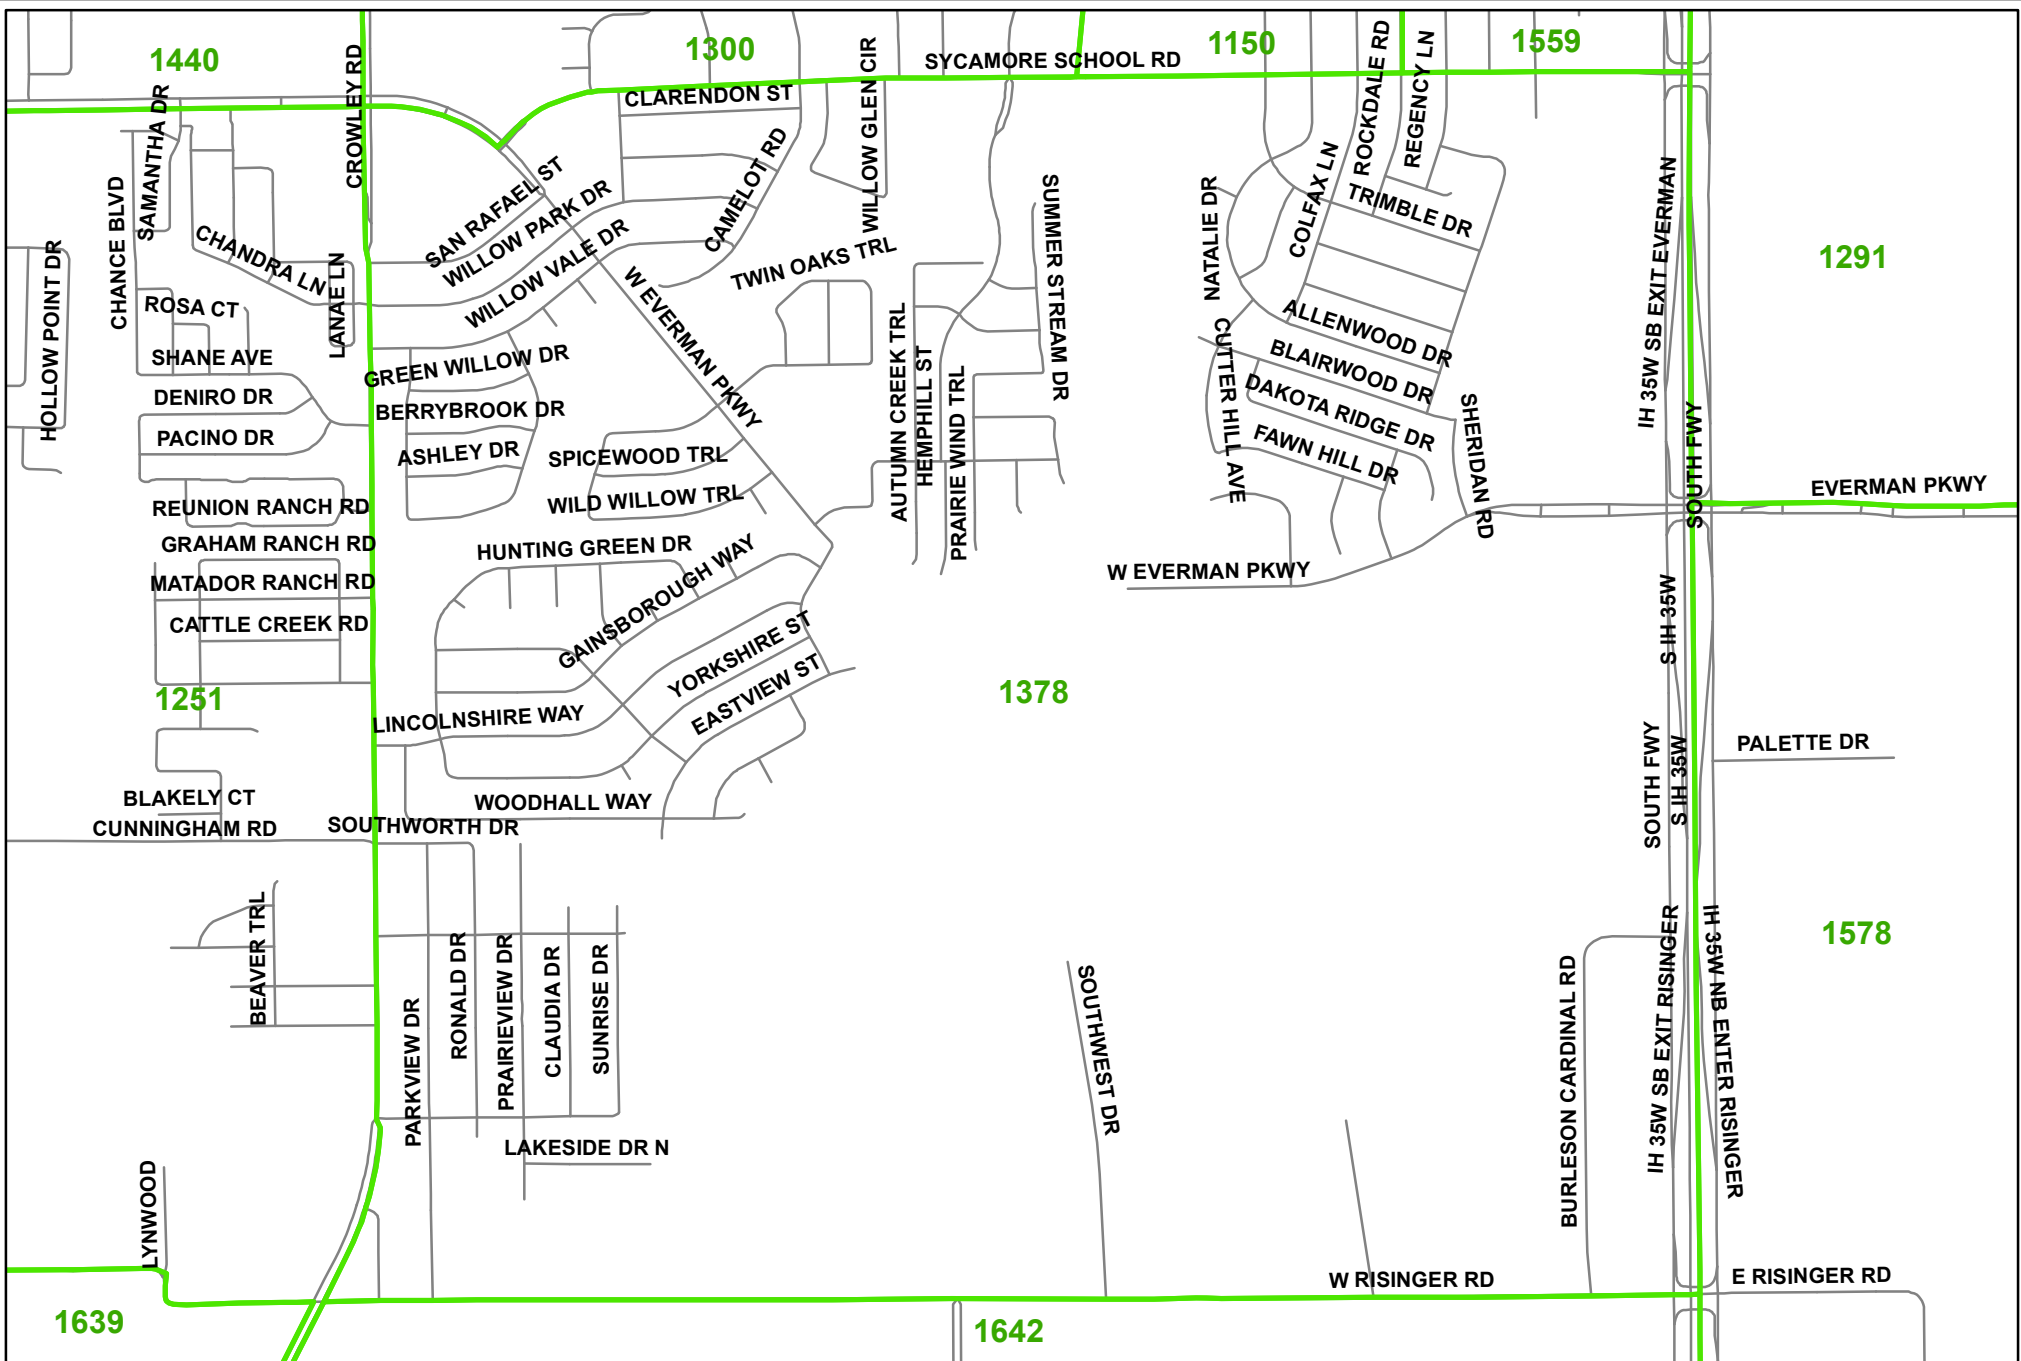 1440
1300
1150
1559
SYCAMORE SCHOOL RD
CROWLEY RD
CLARENDON ST
WILLOW GLEN CIR
ROCKDALE RD
REGENCY LN
SAMANTHA DR
CHANCE BLVD
CAMELOT RD
SAN RAFAEL ST
WILLOW PARK DR
WILLOW VALE DR
COLFAX LN
TRIMBLE DR
NATALIE DR
SUMMER STREAM DR
IH 35W SB EXIT EVERMAN
1291
HOLLOW POINT DR
CHANDRA LN
LANAE LN
ROSA CT
TWIN OAKS TRL
W EVERMAN PKWY
SHANE AVE
GREEN WILLOW DR
ALLENWOOD DR
BLAIRWOOD DR
DENIRO DR
BERRYBROOK DR
DAKOTA RIDGE DR
CUTTER HILL AVE
PACINO DR
ASHLEY DR
SPICEWOOD TRL
AUTUMN CREEK TRL
HEMPHILL ST
PRAIRIE WIND TRL
FAWN HILL DR
SHERIDAN RD
SOUTH FWY
EVERMAN PKWY
REUNION RANCH RD
WILD WILLOW TRL
GRAHAM RANCH RD
HUNTING GREEN DR
W EVERMAN PKWY
MATADOR RANCH RD
GAINSBOROUGH WAY
CATTLE CREEK RD
YORKSHIRE ST
S IH 35W
1251
EASTVIEW ST
1378
LINCOLNSHIRE WAY
SOUTH FWY
S IH 35W
PALETTE DR
BLAKELY CT
WOODHALL WAY
CUNNINGHAM RD
SOUTHWORTH DR
BEAVER TRL
1578
PARKVIEW DR
RONALD DR
PRAIRIEVIEW DR
CLAUDIA DR
SUNRISE DR
SOUTHWEST DR
BURLESON CARDINAL RD
IH 35W SB EXIT RISINGER
IH 35W NB ENTER RISINGER
LAKESIDE DR N
LYNWOOD
W RISINGER RD
E RISINGER RD
1639
1642